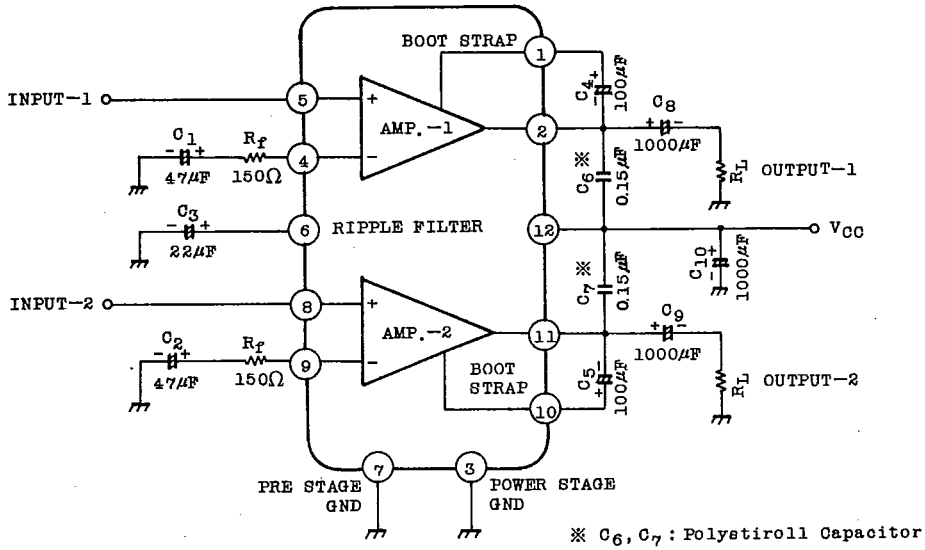 BOOT STRAP
1
C4
+
-
100µF
INPUT-1
5
+
AMP.-1
-
2
C8
+ -
1000µF
C1
- +
47µF
Rf
150Ω
4
C6※
0.15µF
RL
OUTPUT-1
C3
- +
22µF
6
RIPPLE FILTER
12
VCC
C7※
0.15µF
C10
+
-
1000µF
INPUT-2
8
+
AMP.-2
-
11
C9
+ -
1000µF
C2
- +
47µF
Rf
150Ω
9
BOOT
STRAP
10
C5
-
+
100µF
RL
OUTPUT-2
7
3
PRE STAGE
GND
POWER STAGE
GND
※ C6, C7 : Polystiroll Capacitor